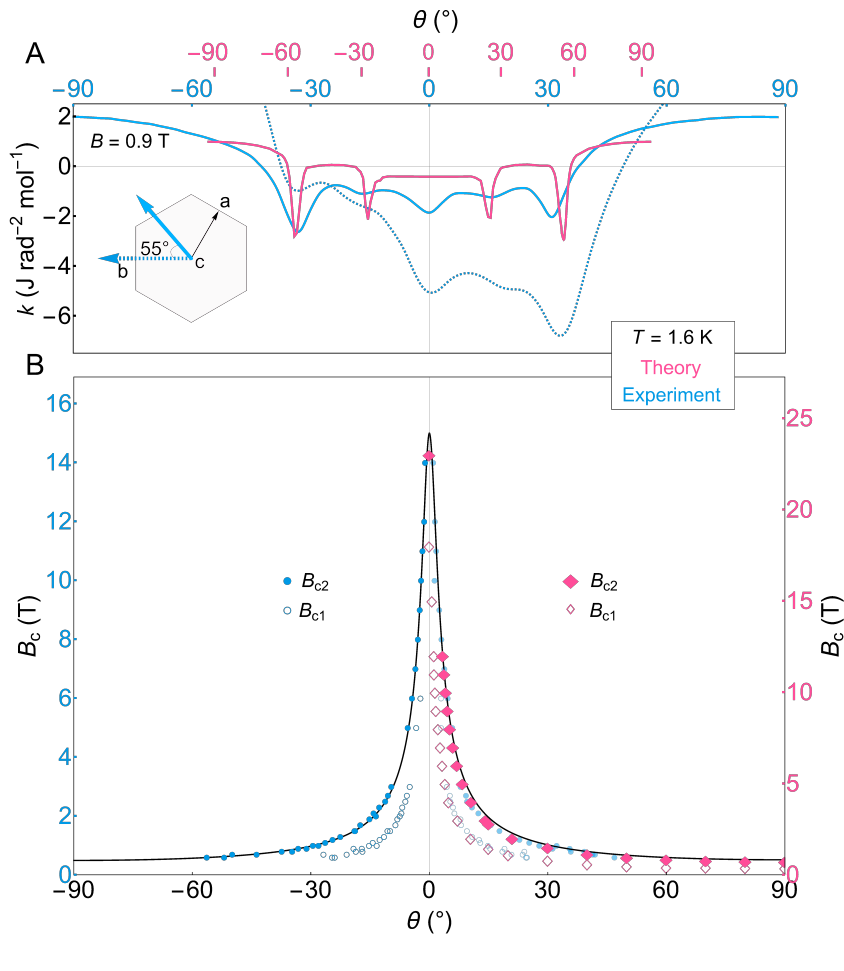 θ (°)
A
−90 −60 −30 0 30 60 90
−90 −60 −30 0 30 60 90
2
0
−2
−4
−6
k (J rad⁻² mol⁻¹)
B = 0.9 T
a
55°
b
c
T = 1.6 K
Theory
Experiment
B
16
14
12
10
8
6
4
2
0
B_c (T)
25
20
15
10
5
0
B_c (T)
B_c2
B_c1
B_c2
B_c1
−90 −60 −30 0 30 60 90
θ (°)